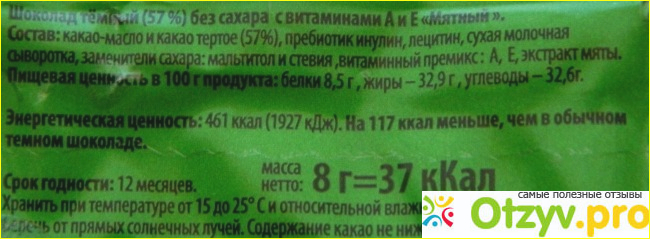 Шоколад тёмный (57 %) без сахара с витаминами А и Е «Мятный».
Состав: какао-масло и какао тертое (57%), пребиотик инулин, лецитин, сухая молочная
сыворотка, заменители сахара: мальтитол и стевия ,витаминный премикс : А, Е, экстракт мяты.
Пищевая ценность в 100 г продукта: белки 8,5 г , жиры – 32,9 г , углеводы – 32,6г.
Энергетическая ценность: 461 ккал (1927 кДж). На 117 ккал меньше, чем в обычном
темном шоколаде.
Срок годности: 12 месяцев.
масса
нетто: 8 г=37 кКал
Хранить при температуре от 15 до 25° С и относительной
беречь от прямых солнечных лучей. Содержание какао не ниж
самые полезные отзывы
Otzyv.pro